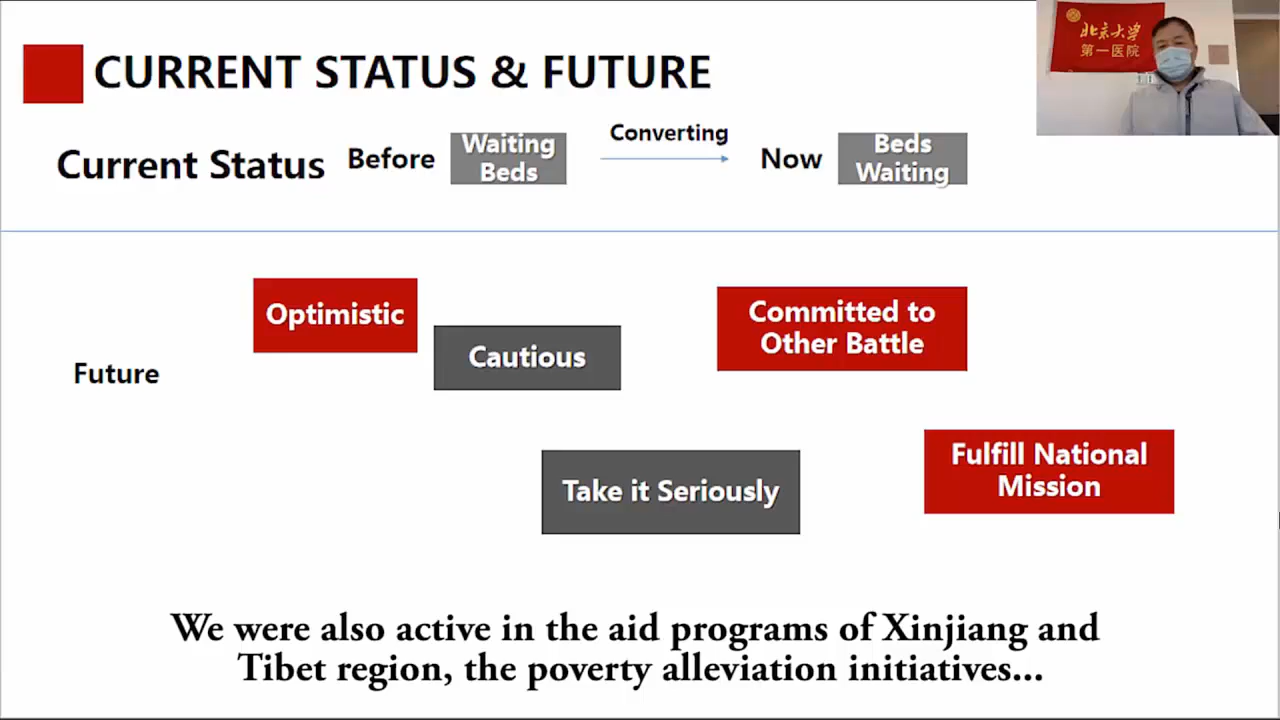 CURRENT STATUS & FUTURE
北京大学
第一医院
Current Status
Before
Waiting
Beds
Converting
Now
Beds
Waiting
Optimistic
Cautious
Committed to
Other Battle
Future
Fulfill National
Mission
Take it Seriously
We were also active in the aid programs of Xinjiang and
Tibet region, the poverty alleviation initiatives...